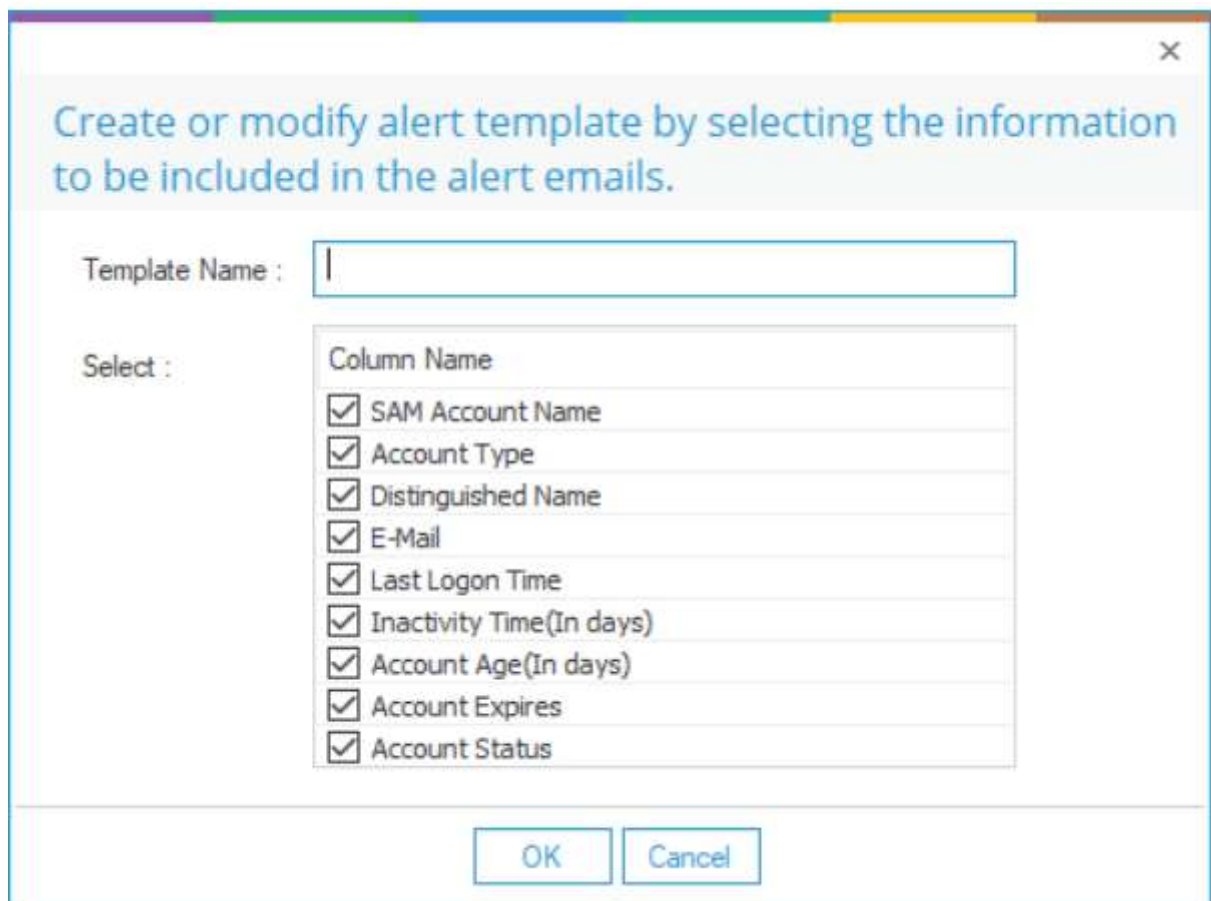 Create or modify alert template by selecting the information
to be included in the alert emails.
Template Name :
Select :
Column Name
SAM Account Name
Account Type
Distinguished Name
E-Mail
Last Logon Time
Inactivity Time(In days)
Account Age(In days)
Account Expires
Account Status
OK
Cancel